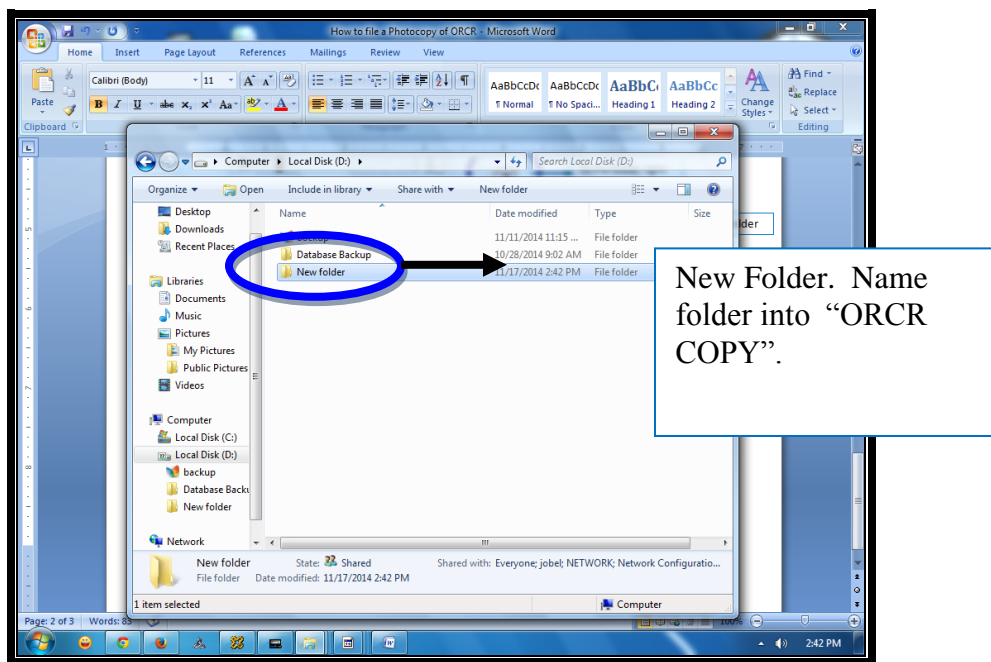 How to file a Photocopy of ORCR - Microsoft Word
Home Insert Page Layout References Mailings Review View
Calibri (Body) 11
Paste
Clipboard
B I U abc x, x² Aa
AaBbCcDc AaBbCcDc AaBbC AaBbCc
¶ Normal ¶ No Spaci... Heading 1 Heading 2
Change Styles
Find
Replace
Select
Editing
Computer Local Disk (D:)
Search Local Disk (D:)
Organize Open Include in library Share with New folder
Name Date modified Type Size
backup 11/11/2014 11:15 ... File folder
Database Backup 10/28/2014 9:02 AM File folder
New folder 11/17/2014 2:42 PM File folder
Desktop
Downloads
Recent Places
Libraries
Documents
Music
Pictures
My Pictures
Public Pictures
Videos
Computer
Local Disk (C:)
Local Disk (D:)
backup
Database Backu
New folder
Network
New Folder. Name
folder into “ORCR
COPY”.
New folder State: Shared Shared with: Everyone; jobel; NETWORK; Network Configuratio...
File folder Date modified: 11/17/2014 2:42 PM
1 item selected Computer
Page: 2 of 3 Words: 83 100%
2:42 PM